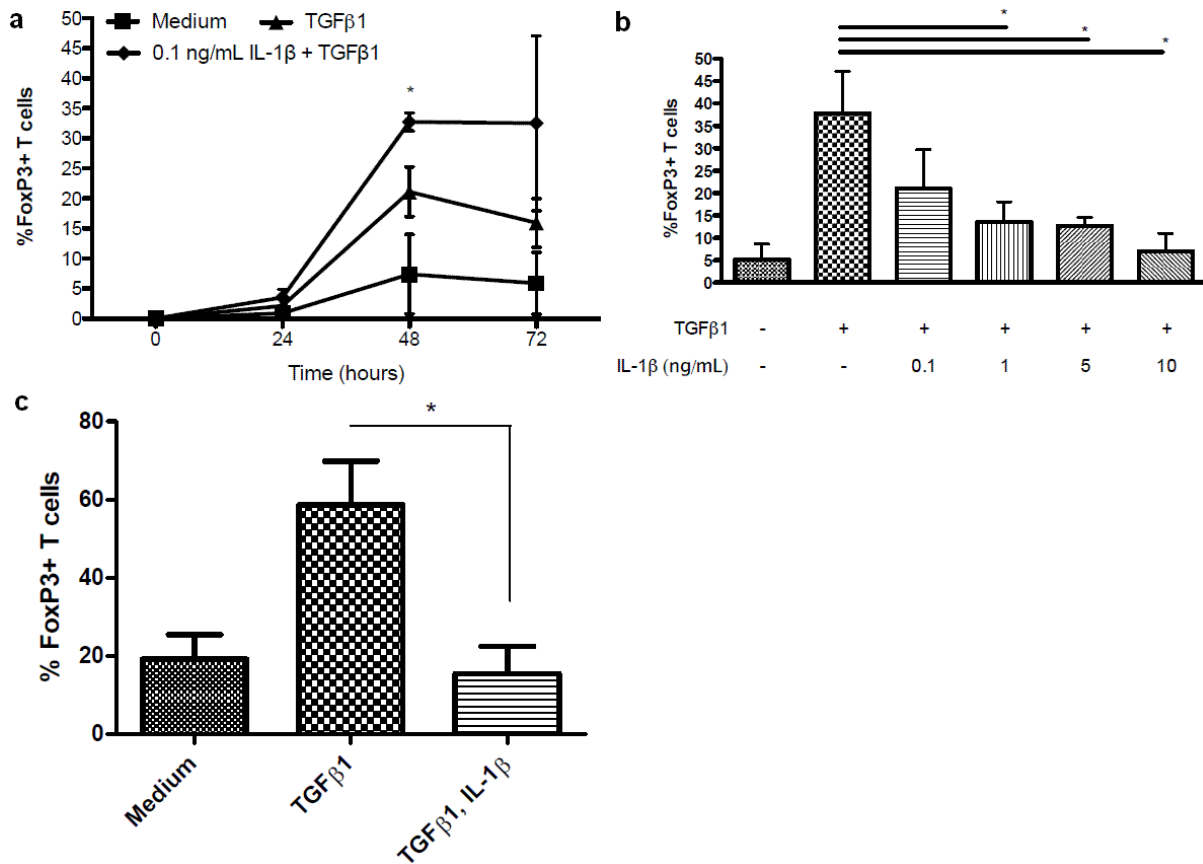 a
Medium TGFβ1
0.1 ng/mL IL-1β + TGFβ1
%FoxP3+ T cells
50
45
40
35
30
25
20
15
10
5
0
*
0 24 48 72
Time (hours)
b
*
*
*
%FoxP3+ T cells
50
45
40
35
30
25
20
15
10
5
0
TGFβ1 - + + + + +
IL-1β (ng/mL) - - 0.1 1 5 10
c
% FoxP3+ T cells
80
60
40
20
0
*
Medium
TGFβ1
TGFβ1, IL-1β